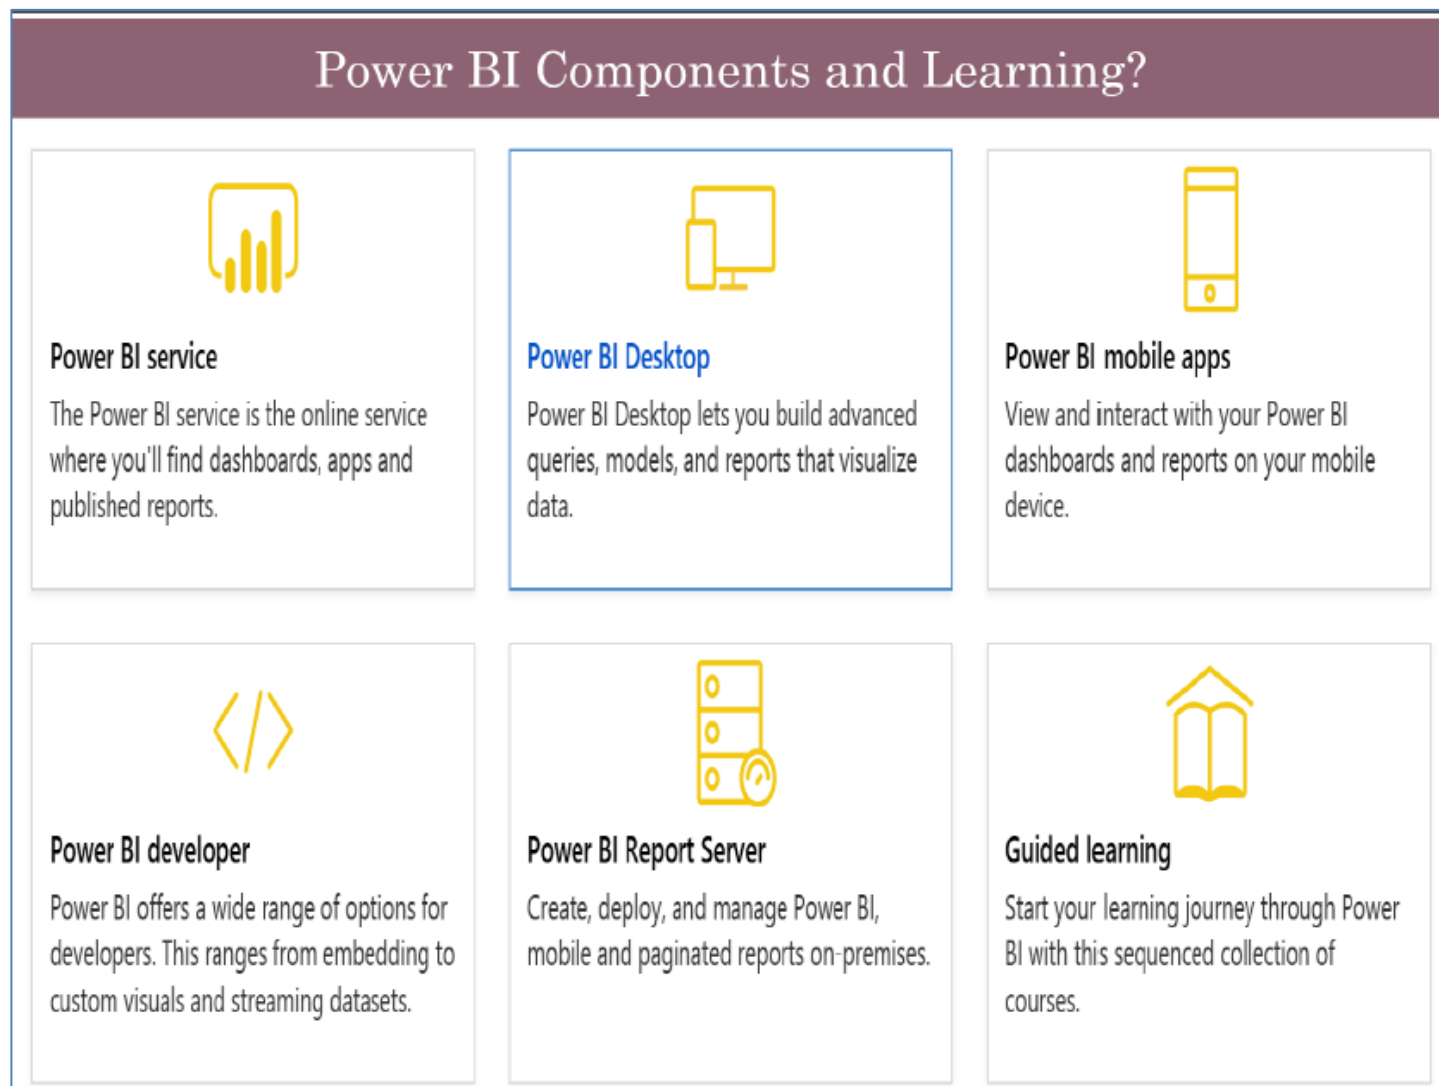 Power BI Components and Learning?
Power BI service
The Power BI service is the online service
where you'll find dashboards, apps and
published reports.
Power BI Desktop
Power BI Desktop lets you build advanced
queries, models, and reports that visualize
data.
Power BI mobile apps
View and interact with your Power BI
dashboards and reports on your mobile
device.
Power BI developer
Power BI offers a wide range of options for
developers. This ranges from embedding to
custom visuals and streaming datasets.
Power BI Report Server
Create, deploy, and manage Power BI,
mobile and paginated reports on-premises.
Guided learning
Start your learning journey through Power
BI with this sequenced collection of
courses.